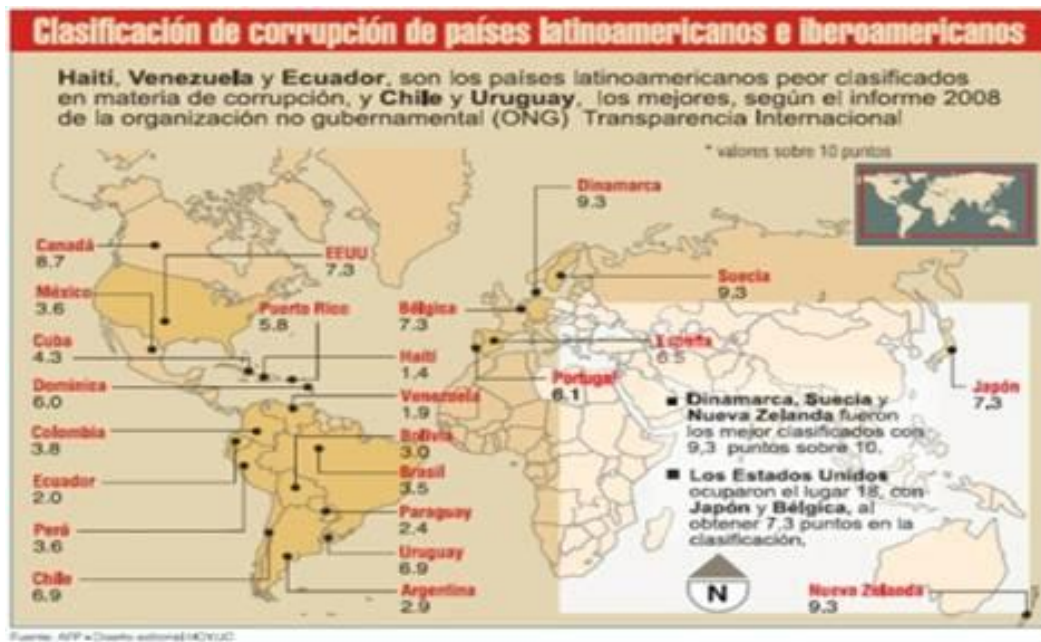 Clasificación de corrupción de países latinoamericanos e iberoamericanos
Haití, Venezuela y Ecuador, son los países latinoamericanos peor clasificados
en materia de corrupción, y Chile y Uruguay, los mejores, según el informe 2008
de la organización no gubernamental (ONG) Transparencia Internacional
* valores sobre 10 puntos
Dinamarca
9.3
Canadá
8.7
EEUU
7.3
Suecia
9.3
México
3.6
Puerto Rico
5.8
Bélgica
7.3
Cuba
4.3
Haití
1.4
España
6.5
Portugal
6.1
Japón
7.3
Dominica
6.0
Venezuela
1.9
Colombia
3.8
Bolivia
3.0
Brasil
3.5
Ecuador
2.0
Paraguay
2.4
Perú
3.6
Uruguay
6.9
Chile
6.9
Argentina
2.9
Dinamarca, Suecia y
Nueva Zelanda fueron
los mejor clasificados con
9,3 puntos sobre 10.
Los Estados Unidos
ocuparon el lugar 18, con
Japón y Bélgica, al
obtener 7,3 puntos en la
clasificación.
N
Nueva Zelanda
9.3
Fuente: AFP